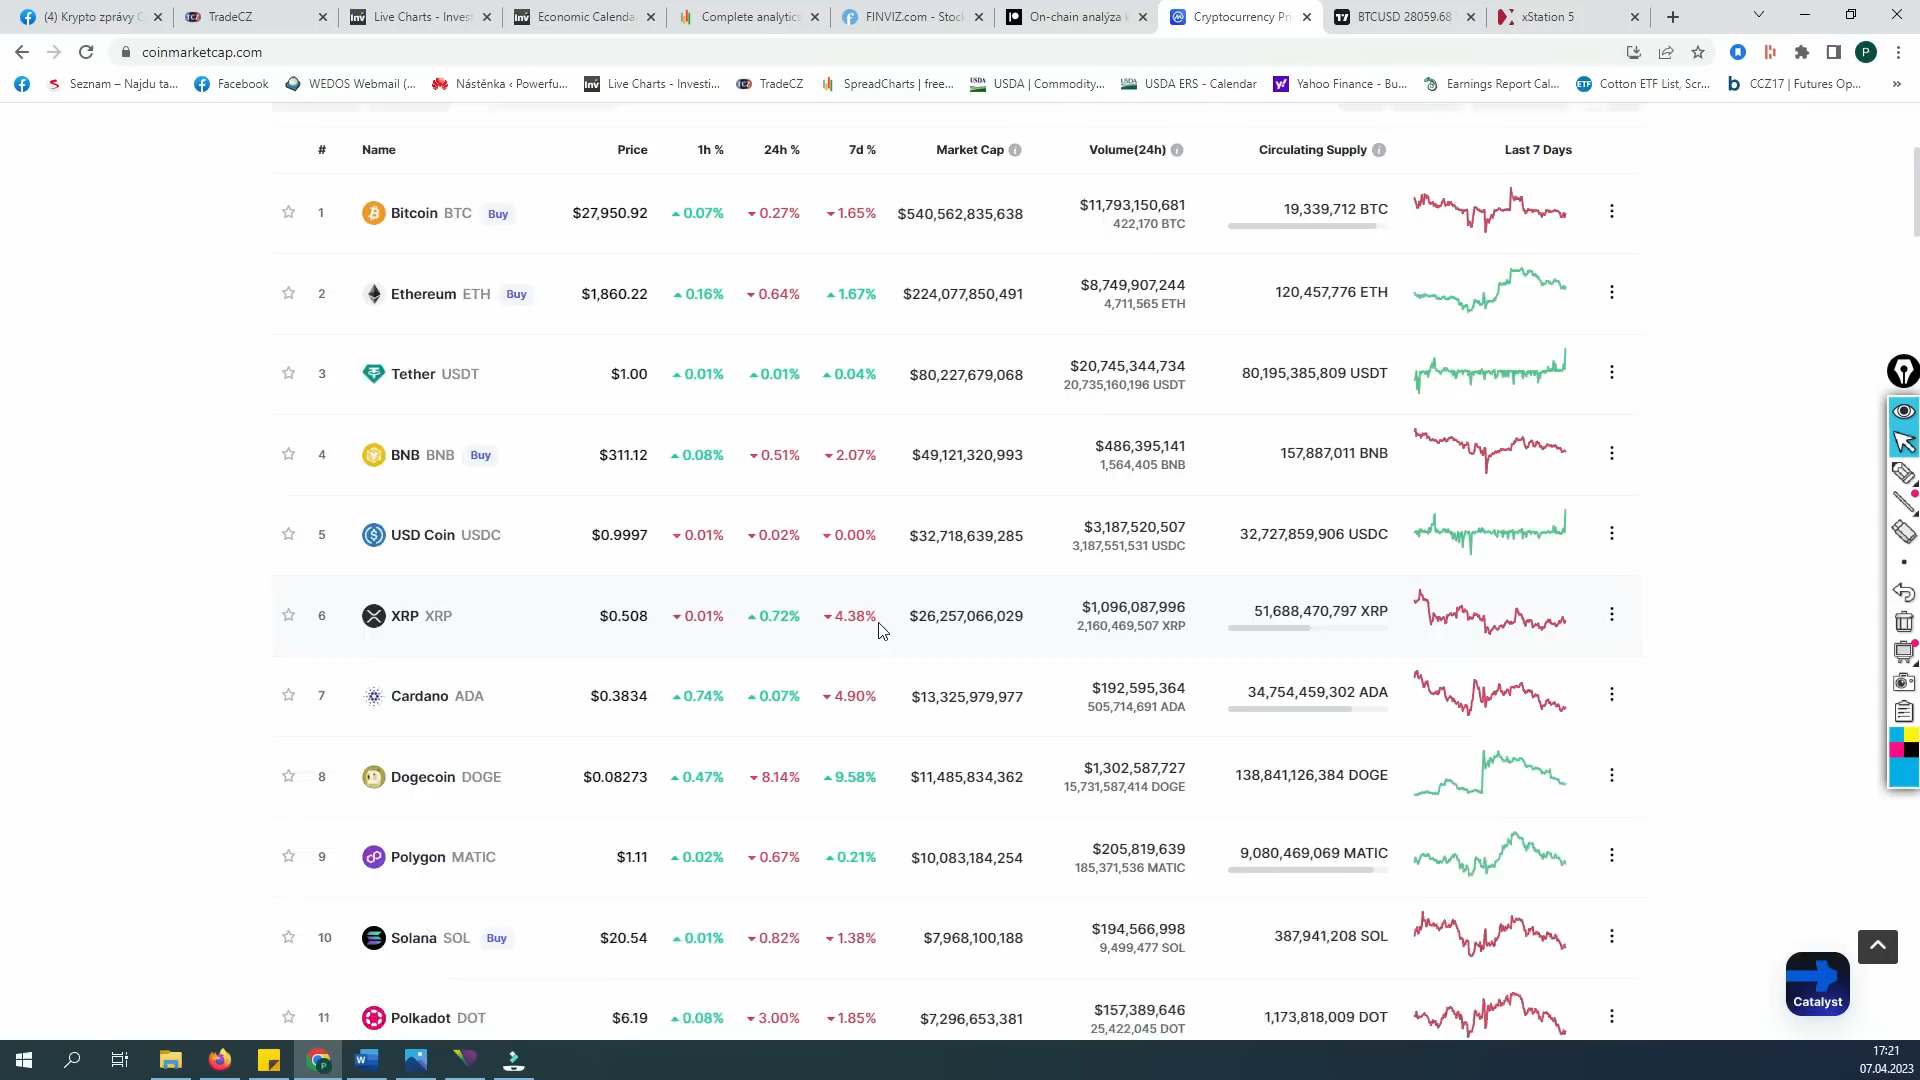 (4) Krypto zprávy C
TradeCZ
Live Charts - Invest
Economic Calenda
Complete analytics
FINVIZ.com - Stock
On-chain analýza k
Cryptocurrency Pri
BTCUSD 28059.68
xStation 5
coinmarketcap.com
P
Seznam – Najdu ta...
Facebook
WEDOS Webmail (...
Nástěnka ‹ Powerfu...
Live Charts - Investi...
TradeCZ
SpreadCharts | free...
USDA | Commodity...
USDA ERS - Calendar
Yahoo Finance - Bu...
Earnings Report Cal...
Cotton ETF List, Scr...
CCZ17 | Futures Op...
# Name Price 1h % 24h % 7d % Market Cap Volume(24h) Circulating Supply Last 7 Days
1 Bitcoin BTC Buy $27,950.92 0.07% 0.27% 1.65% $540,562,835,638 $11,793,150,681 19,339,712 BTC
422,170 BTC
2 Ethereum ETH Buy $1,860.22 0.16% 0.64% 1.67% $224,077,850,491 $8,749,907,244 120,457,776 ETH
4,711,565 ETH
3 Tether USDT $1.00 0.01% 0.01% 0.04% $80,227,679,068 $20,745,344,734 80,195,385,809 USDT
20,735,160,196 USDT
4 BNB BNB Buy $311.12 0.08% 0.51% 2.07% $49,121,320,993 $486,395,141 157,887,011 BNB
1,564,405 BNB
5 USD Coin USDC $0.9997 0.01% 0.02% 0.00% $32,718,639,285 $3,187,520,507 32,727,859,906 USDC
3,187,551,531 USDC
6 XRP XRP $0.508 0.01% 0.72% 4.38% $26,257,066,029 $1,096,087,996 51,688,470,797 XRP
2,160,469,507 XRP
7 Cardano ADA $0.3834 0.74% 0.07% 4.90% $13,325,979,977 $192,595,364 34,754,459,302 ADA
505,714,691 ADA
8 Dogecoin DOGE $0.08273 0.47% 8.14% 9.58% $11,485,834,362 $1,302,587,727 138,841,126,384 DOGE
15,731,587,414 DOGE
9 Polygon MATIC $1.11 0.02% 0.67% 0.21% $10,083,184,254 $205,819,639 9,080,469,069 MATIC
185,371,536 MATIC
10 Solana SOL Buy $20.54 0.01% 0.82% 1.38% $7,968,100,188 $194,566,998 387,941,208 SOL
9,499,477 SOL
11 Polkadot DOT $6.19 0.08% 3.00% 1.85% $7,296,653,381 $157,389,646 1,173,818,009 DOT
25,422,045 DOT
Catalyst
17:21
07.04.2023